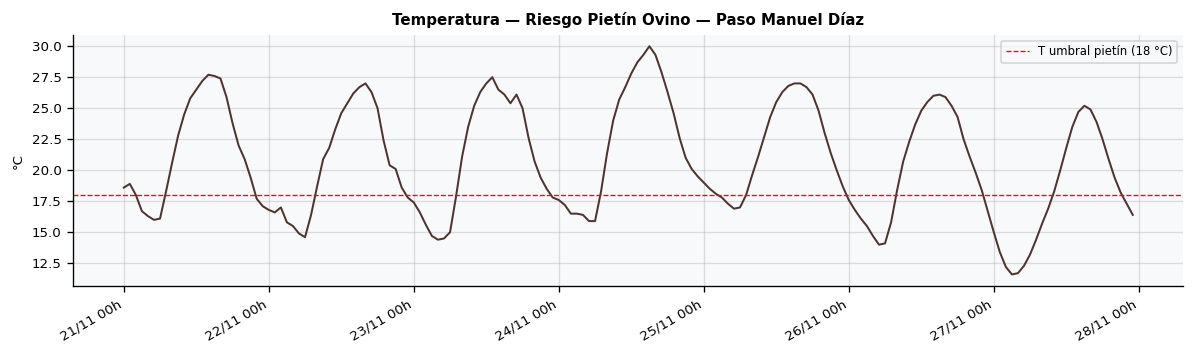 Temperatura — Riesgo Pietín Ovino — Paso Manuel Díaz
T umbral pietín (18 °C)
°C
30.0
27.5
25.0
22.5
20.0
17.5
15.0
12.5
21/11 00h
22/11 00h
23/11 00h
24/11 00h
25/11 00h
26/11 00h
27/11 00h
28/11 00h